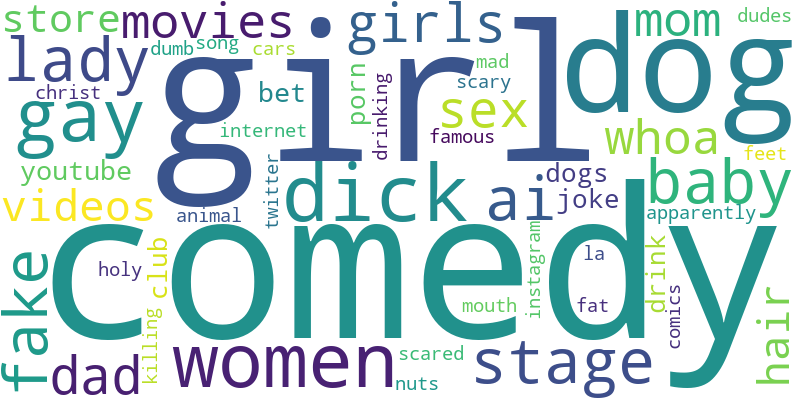 store
movies
girls
mom
dudes
lady
dumb
song
cars
girl
mad
dog
christ
porn
drinking
scary
bet
sex
gay
internet
famous
whoa
feet
youtube
dick
ai
dogs
baby
videos
animal
twitter
joke
apparently
comedy
fake
holy
club
killing
instagram
la
drink
comics
hair
mouth
fat
dad
women
scared
nuts
stage